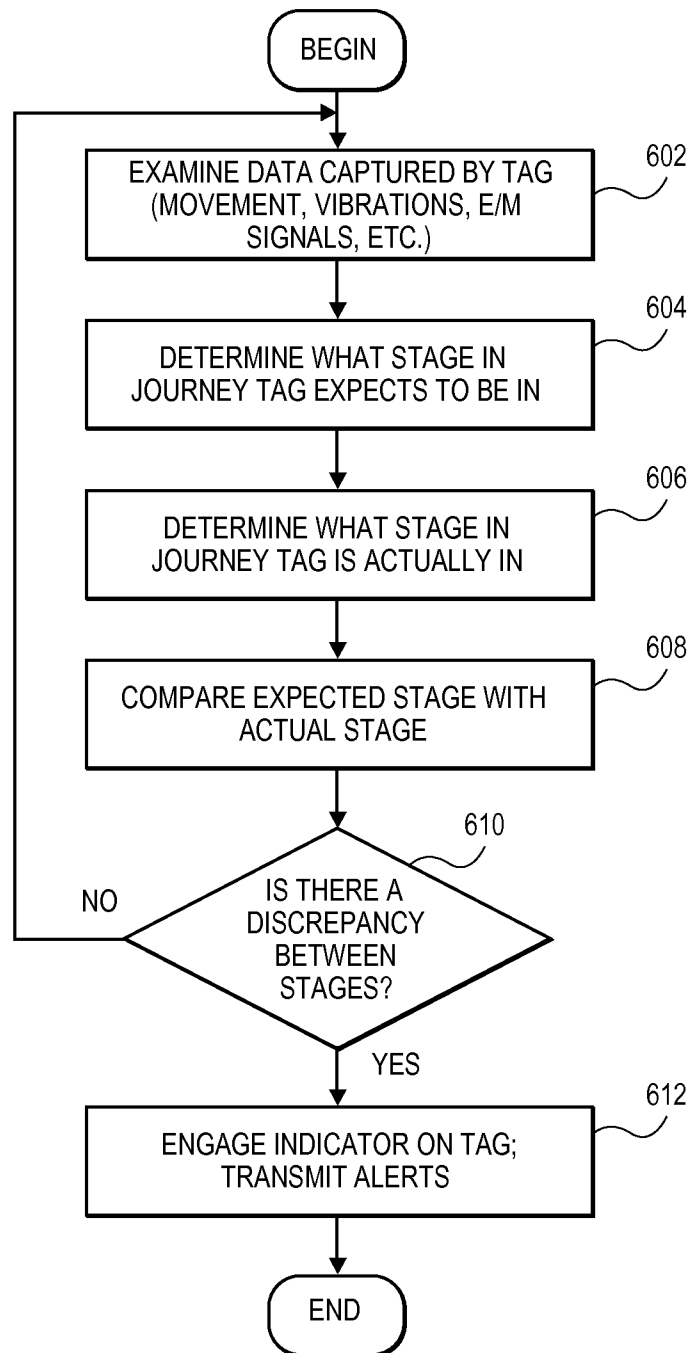 BEGIN
EXAMINE DATA CAPTURED BY TAG
(MOVEMENT, VIBRATIONS, E/M
SIGNALS, ETC.)
602
DETERMINE WHAT STAGE IN
JOURNEY TAG EXPECTS TO BE IN
604
DETERMINE WHAT STAGE IN
JOURNEY TAG IS ACTUALLY IN
606
COMPARE EXPECTED STAGE WITH
ACTUAL STAGE
608
IS THERE A
DISCREPANCY
BETWEEN
STAGES?
610
NO
YES
ENGAGE INDICATOR ON TAG;
TRANSMIT ALERTS
612
END